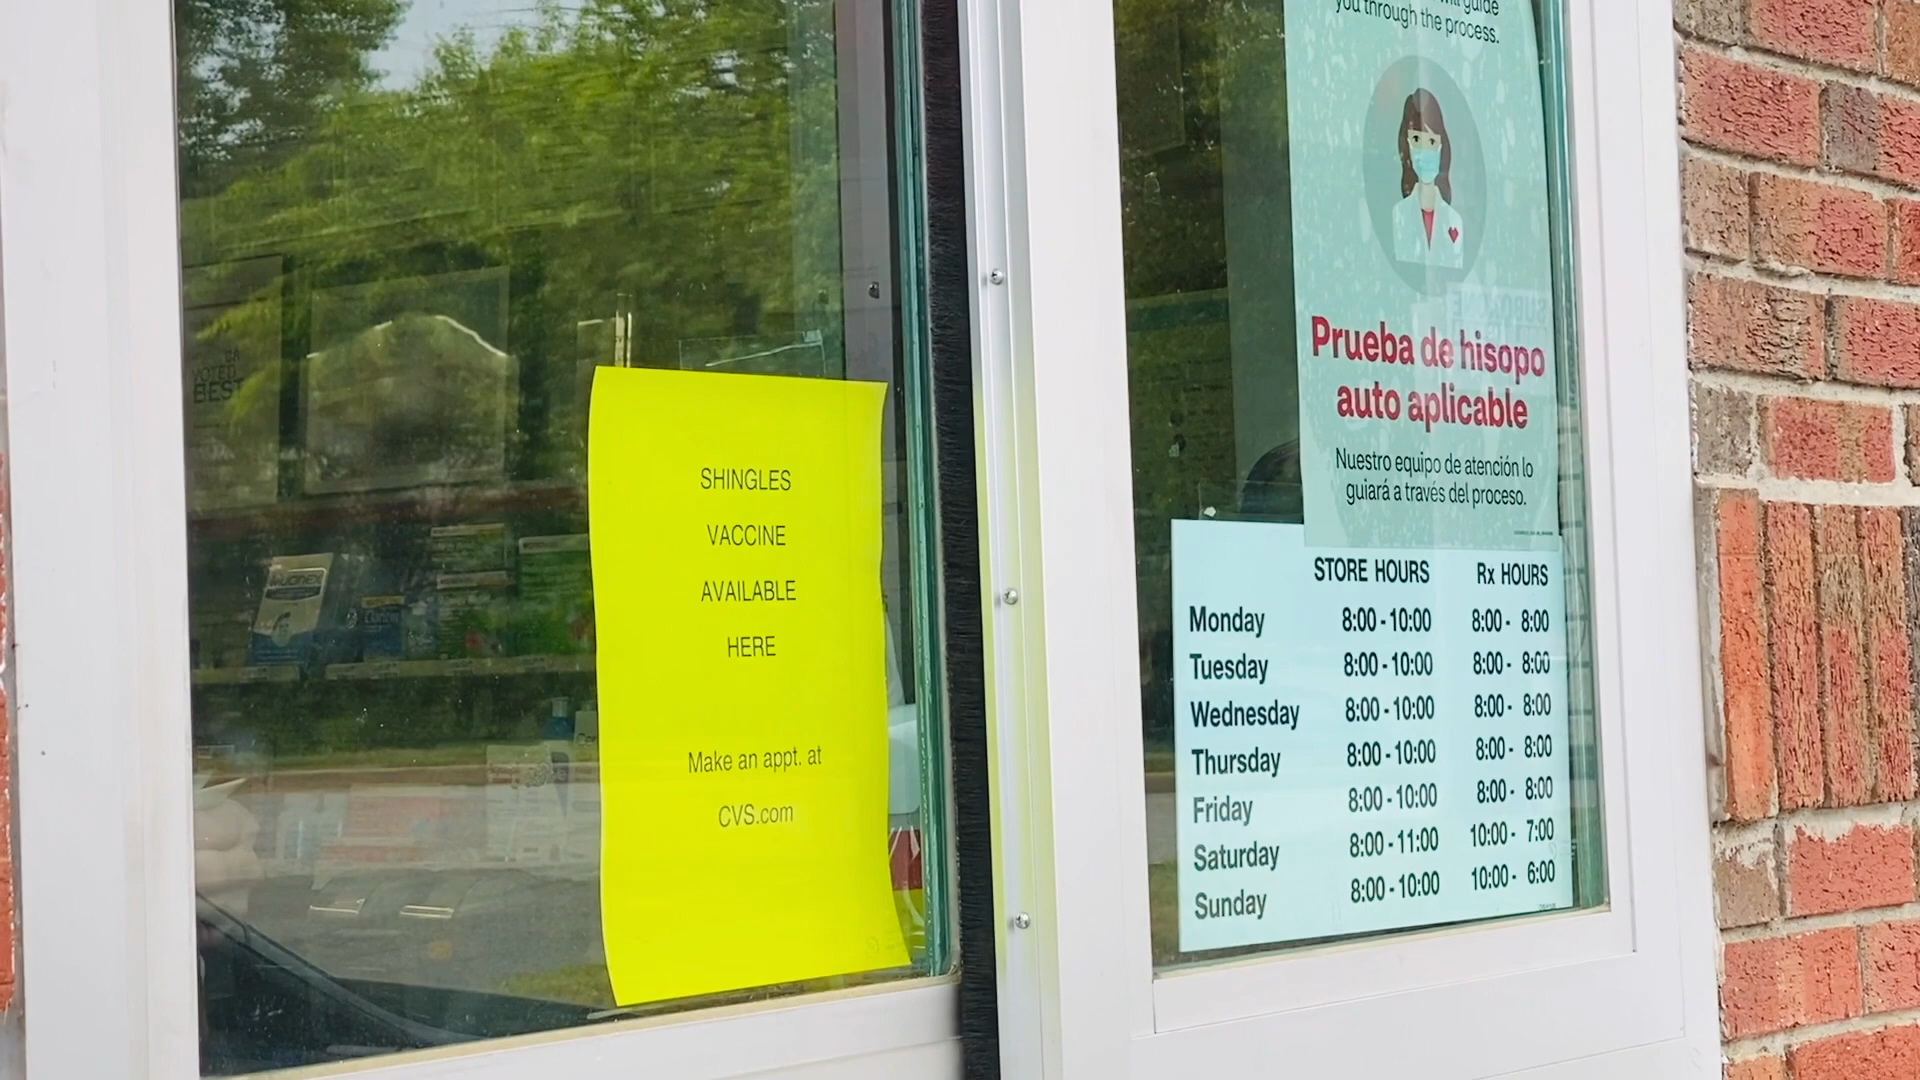 VOTED
BEST
SHINGLES
VACCINE
AVAILABLE
HERE
Make an appt. at
CVS.com
will guide
you through the process.
Prueba de hisopo
auto aplicable
Nuestro equipo de atención lo
guiará a través del proceso.
STORE HOURS Rx HOURS
Monday 8:00 - 10:00 8:00 - 8:00
Tuesday 8:00 - 10:00 8:00 - 8:00
Wednesday 8:00 - 10:00 8:00 - 8:00
Thursday 8:00 - 10:00 8:00 - 8:00
Friday 8:00 - 10:00 8:00 - 8:00
Saturday 8:00 - 11:00 10:00 - 7:00
Sunday 8:00 - 10:00 10:00 - 6:00